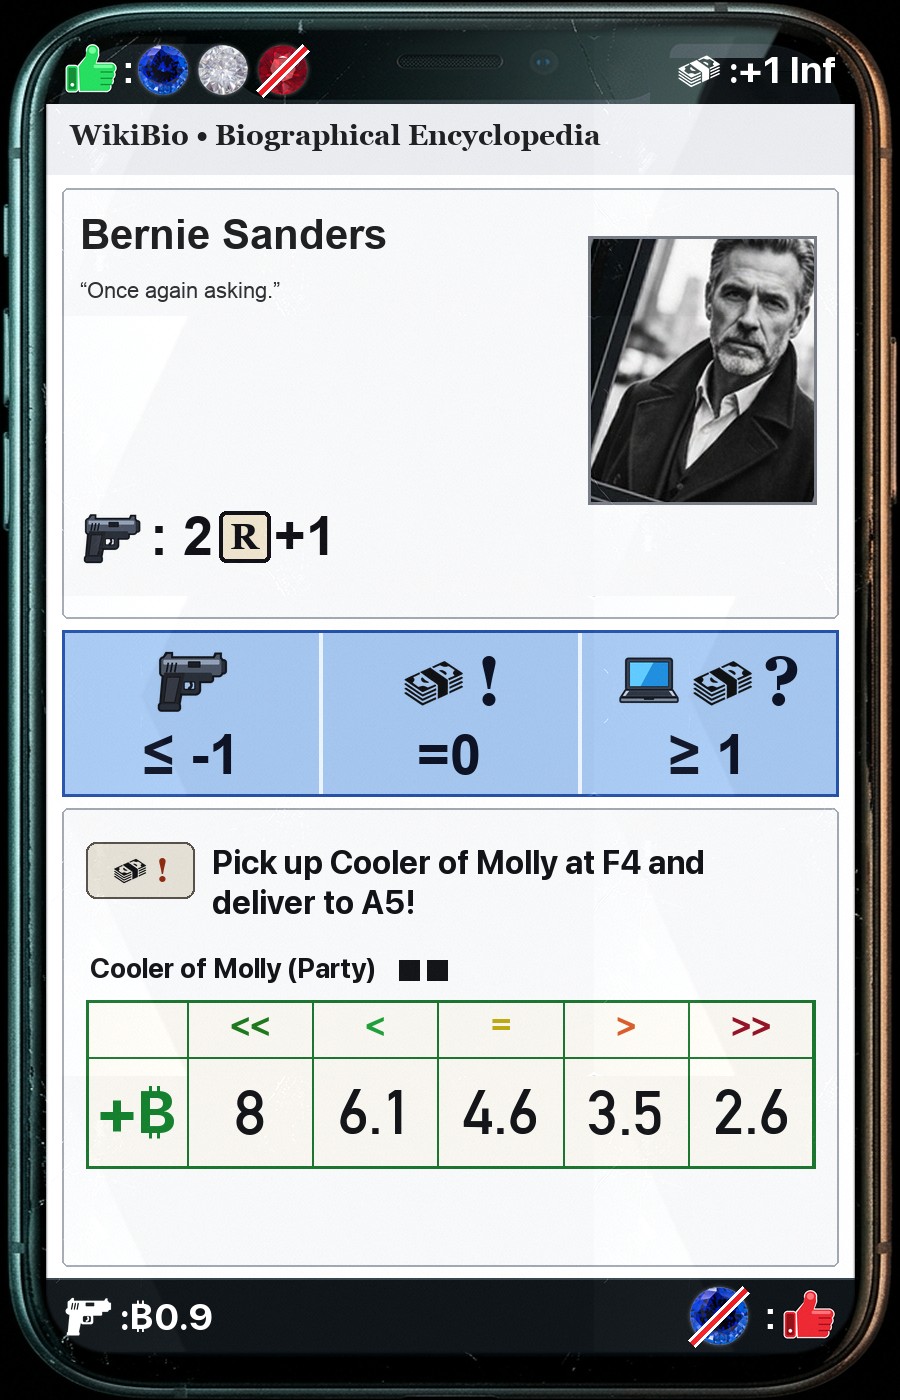 : :+1 Inf
WikiBio • Biographical Encyclopedia
Bernie Sanders
“Once again asking.”
: 2 R +1
! ?
≤ -1 =0 ≥ 1
! Pick up Cooler of Molly at F4 and
deliver to A5!
Cooler of Molly (Party)
<< < = > >>
+₿ 8 6.1 4.6 3.5 2.6
:₿0.9 :